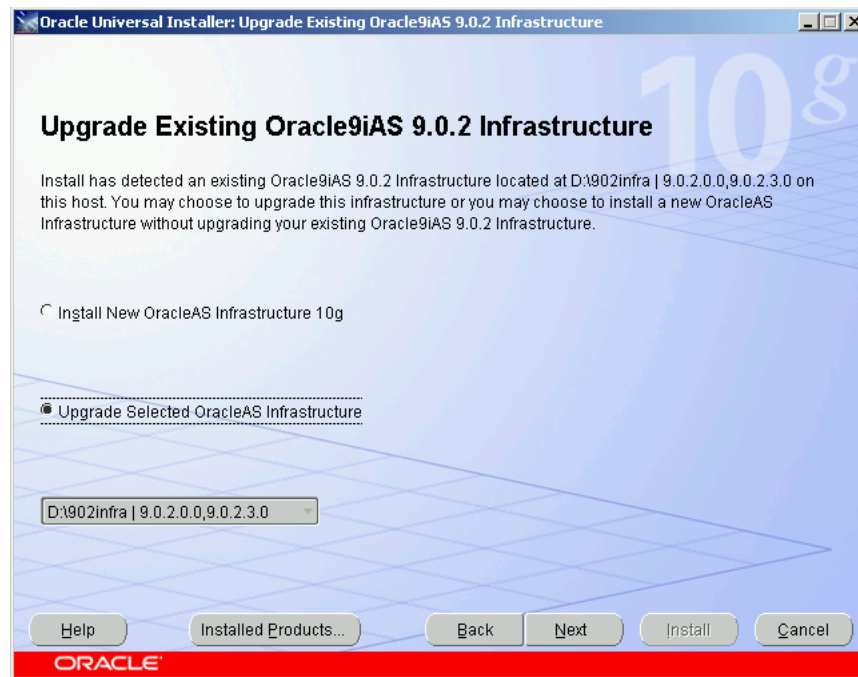 Oracle Universal Installer: Upgrade Existing Oracle9iAS 9.0.2 Infrastructure
10g
Upgrade Existing Oracle9iAS 9.0.2 Infrastructure
Install has detected an existing Oracle9iAS 9.0.2 Infrastructure located at D:\902infra | 9.0.2.0.0,9.0.2.3.0 on
this host. You may choose to upgrade this infrastructure or you may choose to install a new OracleAS
Infrastructure without upgrading your existing Oracle9iAS 9.0.2 Infrastructure.
Install New OracleAS Infrastructure 10g
Upgrade Selected OracleAS Infrastructure
D:\902infra | 9.0.2.0.0,9.0.2.3.0
Help Installed Products... Back Next Install Cancel
ORACLE